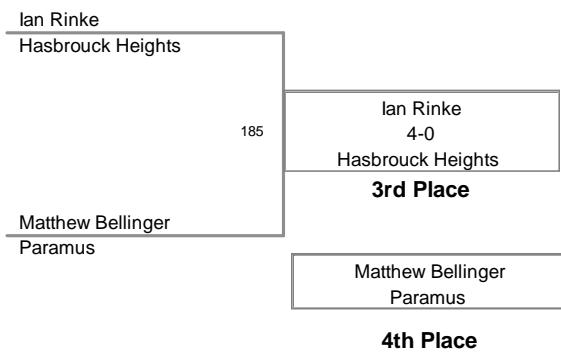 Ian Rinke
Hasbrouck Heights
185
Ian Rinke
4-0
Hasbrouck Heights
3rd Place
Matthew Bellinger
Paramus
Matthew Bellinger
Paramus
4th Place